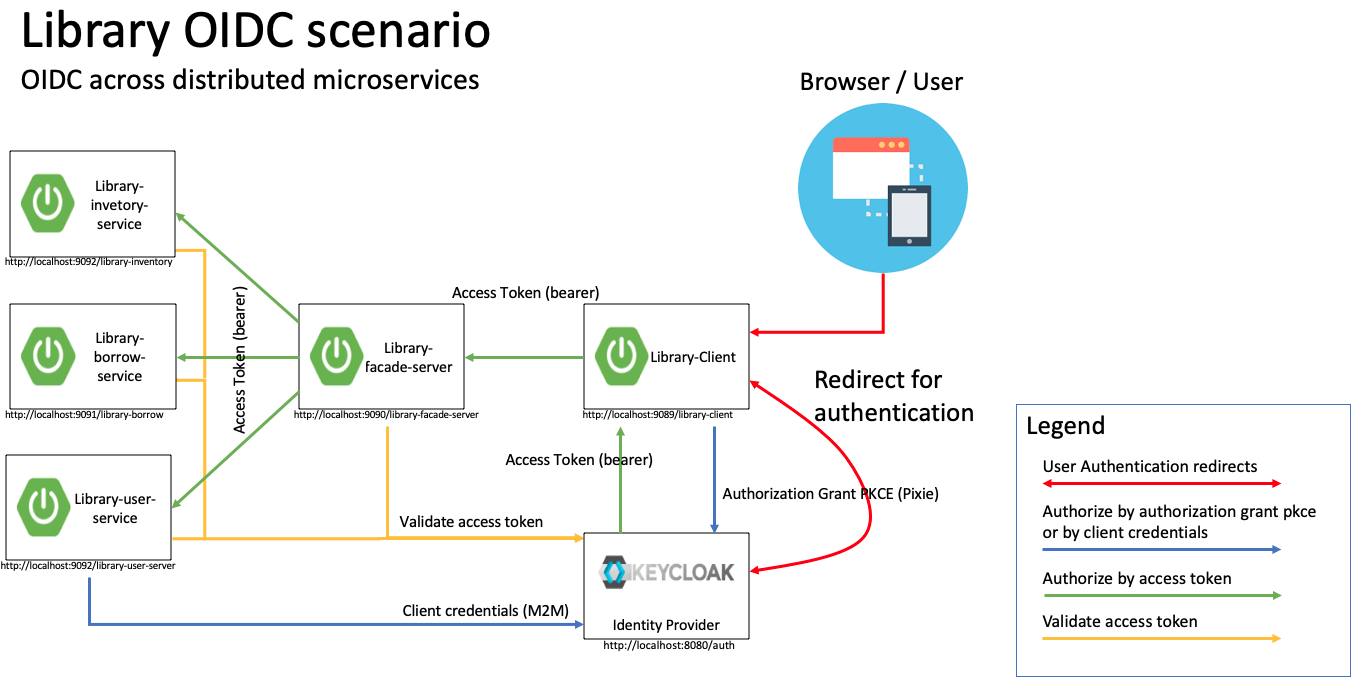 Library OIDC scenario
OIDC across distributed microservices
Browser / User
Library-
invetory-
service
http://localhost:9092/library-inventory
Access Token (bearer)
Library-
borrow-
service
http://localhost:9091/library-borrow
Access Token (bearer)
Library-
facade-server
http://localhost:9090/library-facade-server
Library-Client
http://localhost:9089/library-client
Redirect for
authentication
Library-user-
service
http://localhost:9092/library-user-server
Access Token (bearer)
Authorization Grant PKCE (Pixie)
Validate access token
Client credentials (M2M)
KEYCLOAK
Identity Provider
http://localhost:8080/auth
Legend
User Authentication redirects
Authorize by authorization grant pkce
or by client credentials
Authorize by access token
Validate access token